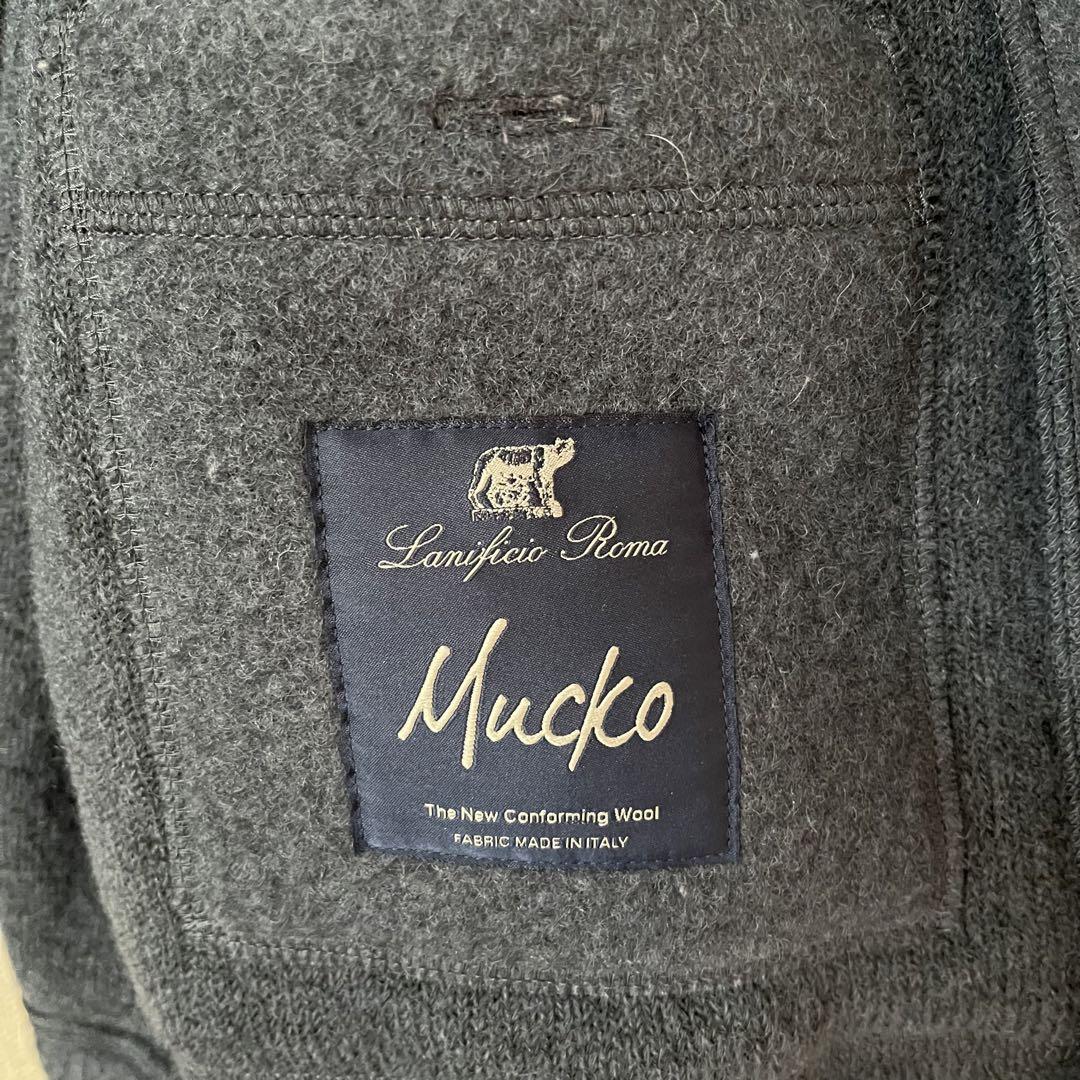 Lanificio Roma
Mucko
The New Conforming Wool
FABRIC MADE IN ITALY